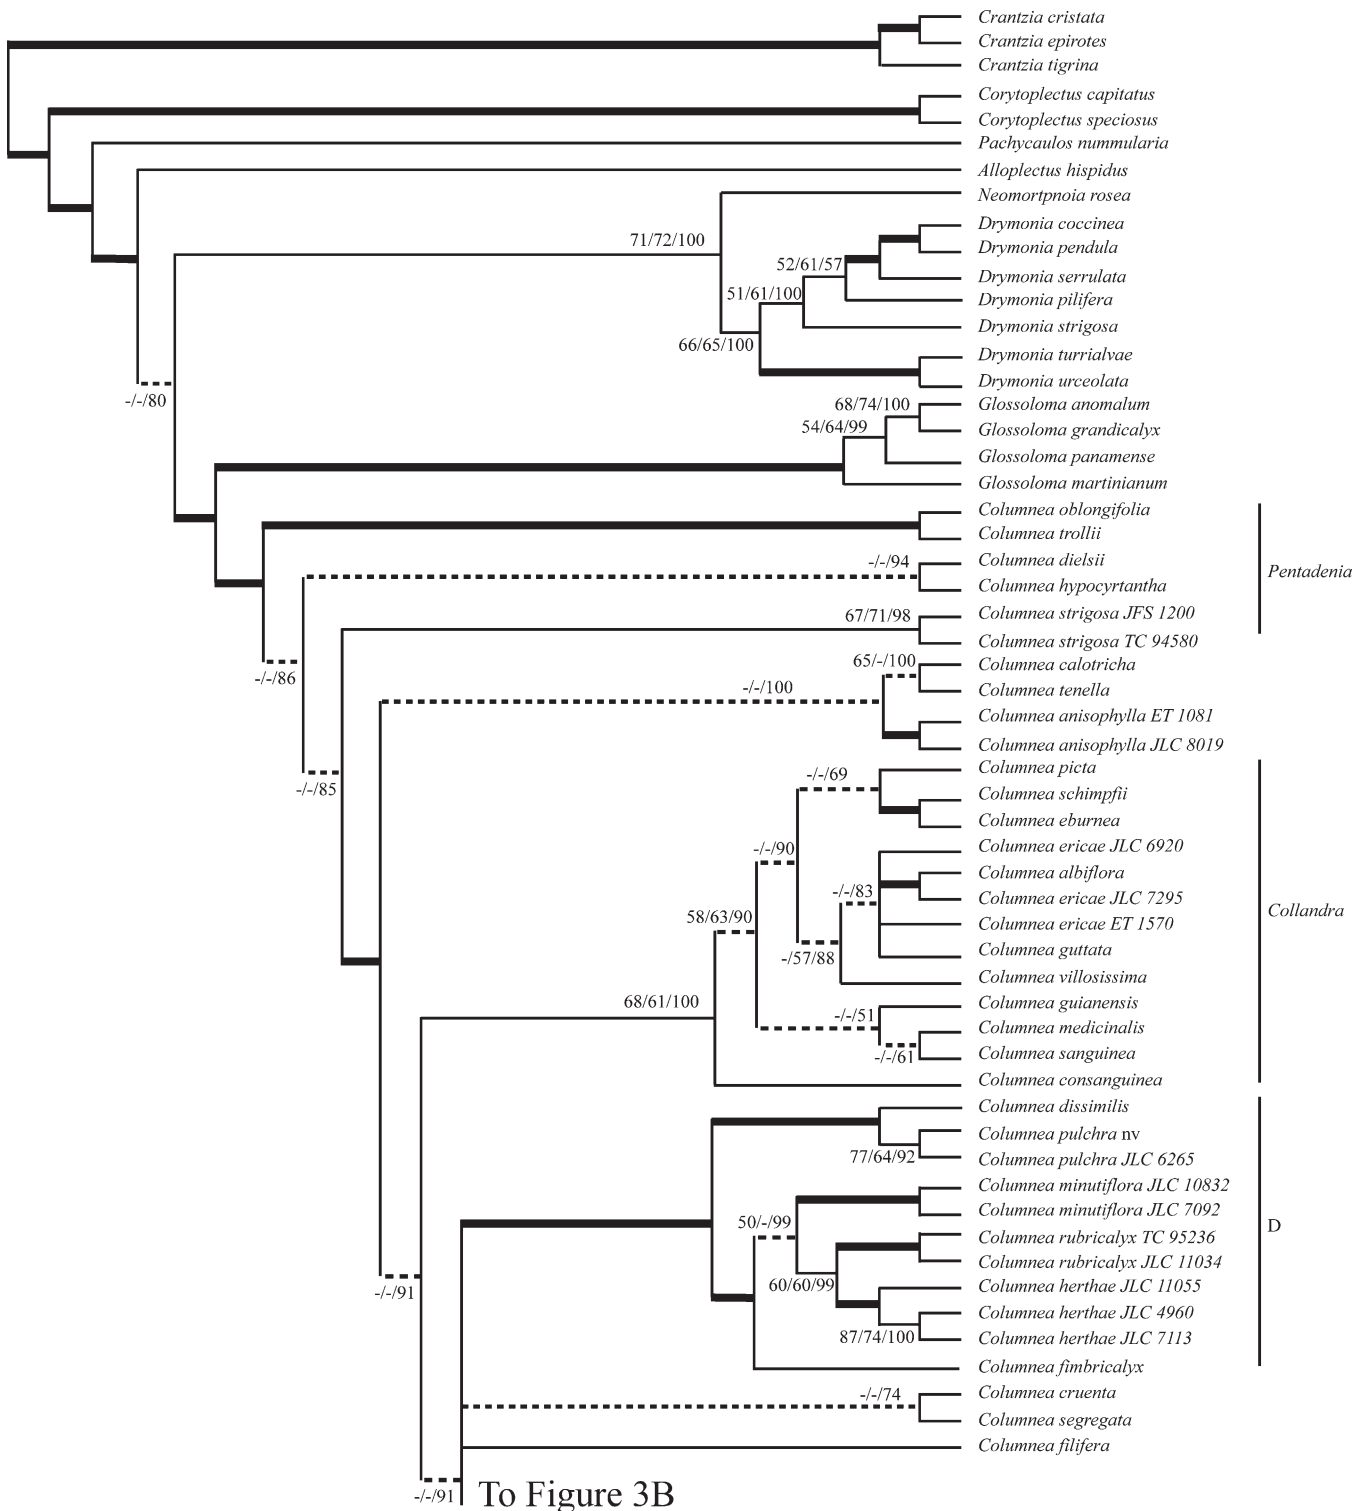 Crantzia cristata
Crantzia epirotes
Crantzia tigrina
Corytoplectus capitatus
Corytoplectus speciosus
Pachycaulos nummularia
Alloplectus hispidus
Neomortpnoia rosea
Drymonia coccinea
71/72/100
Drymonia pendula
52/61/57
Drymonia serrulata
51/61/100
Drymonia pilifera
Drymonia strigosa
66/65/100
Drymonia turrialvae
Drymonia urceolata
-/-/80
68/74/100
Glossoloma anomalum
54/64/99
Glossoloma grandicalyx
Glossoloma panamense
Glossoloma martinianum
Columnea oblongifolia
Columnea trollii
-/-/94
Columnea dielsii
Pentadenia
Columnea hypocyrtantha
67/71/98
Columnea strigosa JFS 1200
Columnea strigosa TC 94580
65/-/100
Columnea calotricha
-/-/86
-/-/100
Columnea tenella
Columnea anisophylla ET 1081
Columnea anisophylla JLC 8019
-/-/69
Columnea picta
-/-/85
Columnea schimpfii
Columnea eburnea
-/-/90
Columnea ericae JLC 6920
Columnea albiflora
-/-/83
Columnea ericae JLC 7295
Collandra
58/63/90
Columnea ericae ET 1570
Columnea guttata
-/57/88
Columnea villosissima
68/61/100
Columnea guianensis
-/-/51
Columnea medicinalis
-/-/61
Columnea sanguinea
Columnea consanguinea
Columnea dissimilis
Columnea pulchra nv
77/64/92
Columnea pulchra JLC 6265
Columnea minutiflora JLC 10832
Columnea minutiflora JLC 7092
50/-/99
D
Columnea rubricalyx TC 95236
Columnea rubricalyx JLC 11034
60/60/99
Columnea herthae JLC 11055
-/-/91
Columnea herthae JLC 4960
87/74/100
Columnea herthae JLC 7113
Columnea fimbricalyx
-/-/74
Columnea cruenta
Columnea segregata
Columnea filifera
-/-/91
To Figure 3B